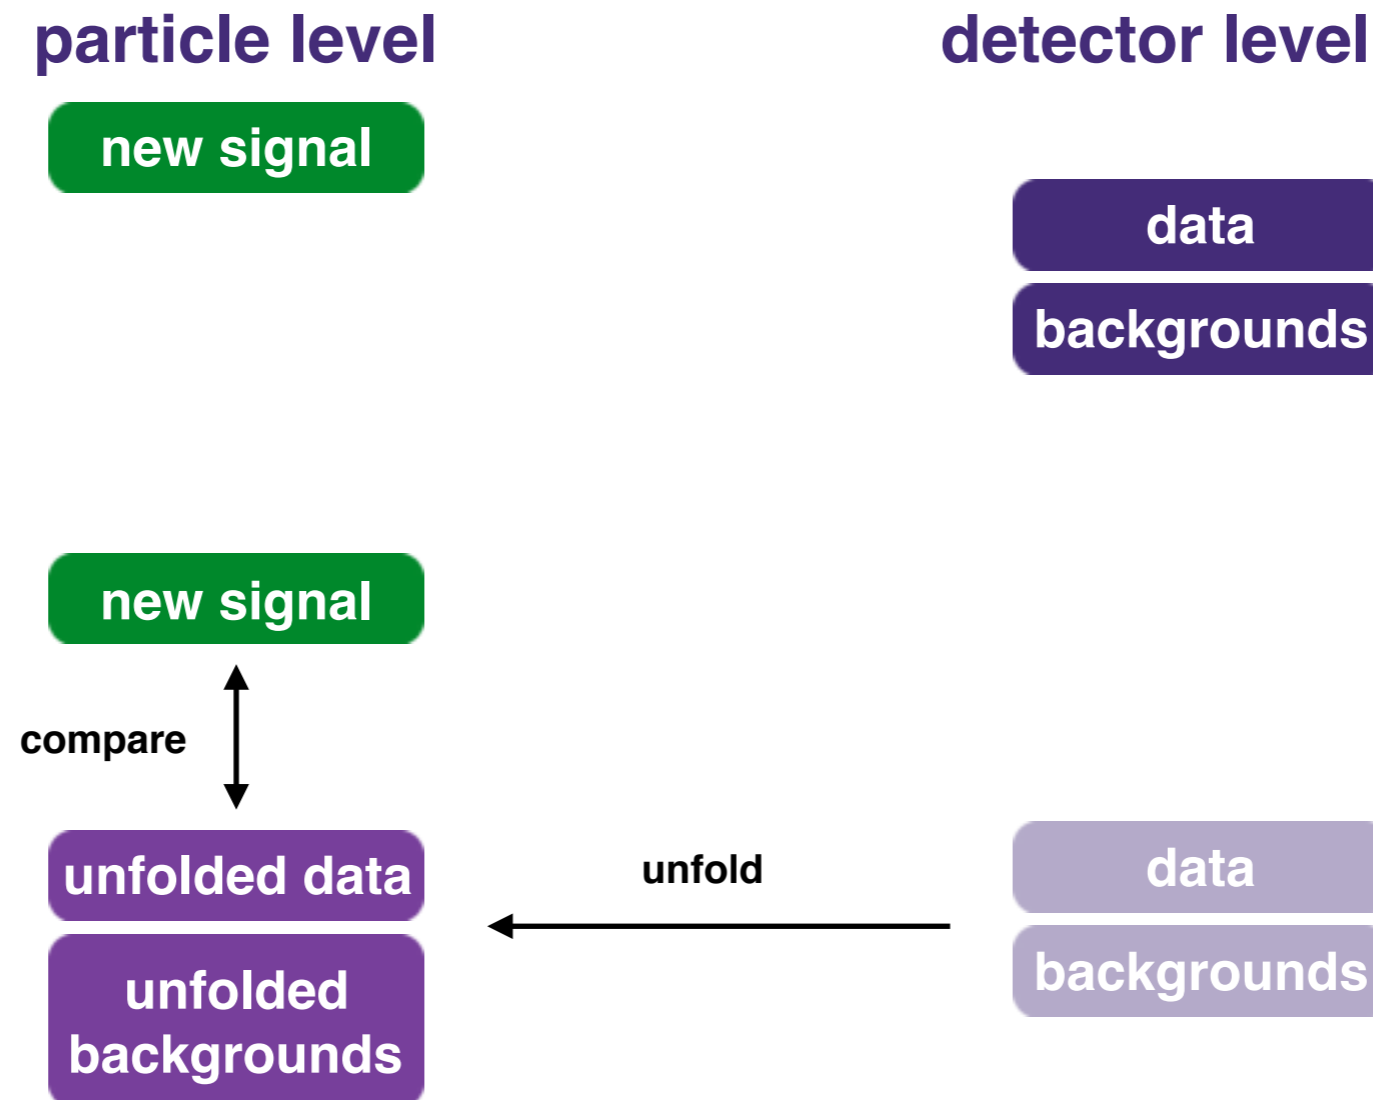 particle level
detector level
new signal
data
backgrounds
new signal
compare
unfolded data
unfold
data
unfolded
backgrounds
backgrounds